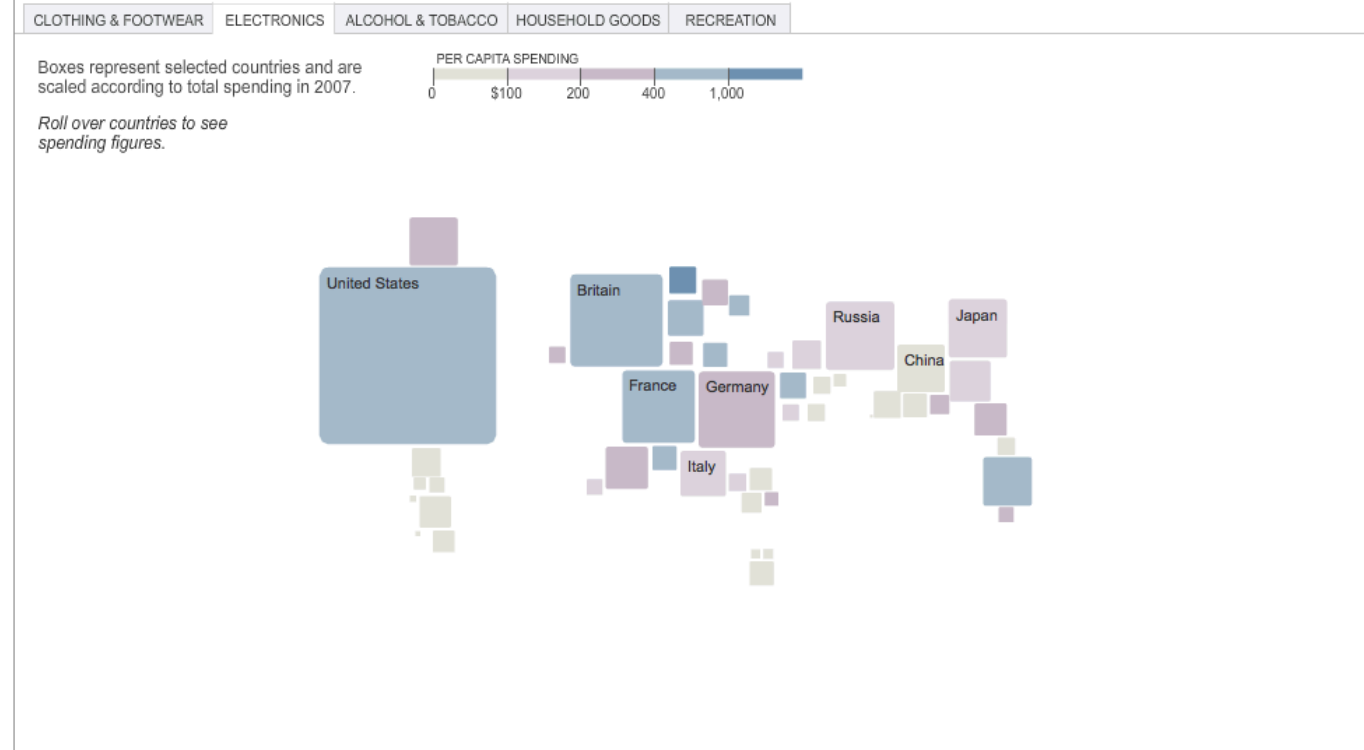 CLOTHING & FOOTWEAR ELECTRONICS ALCOHOL & TOBACCO HOUSEHOLD GOODS RECREATION
Boxes represent selected countries and are
scaled according to total spending in 2007.
Roll over countries to see
spending figures.
PER CAPITA SPENDING
0 $100 200 400 1,000
United States
Britain
Russia
Japan
China
France
Germany
Italy